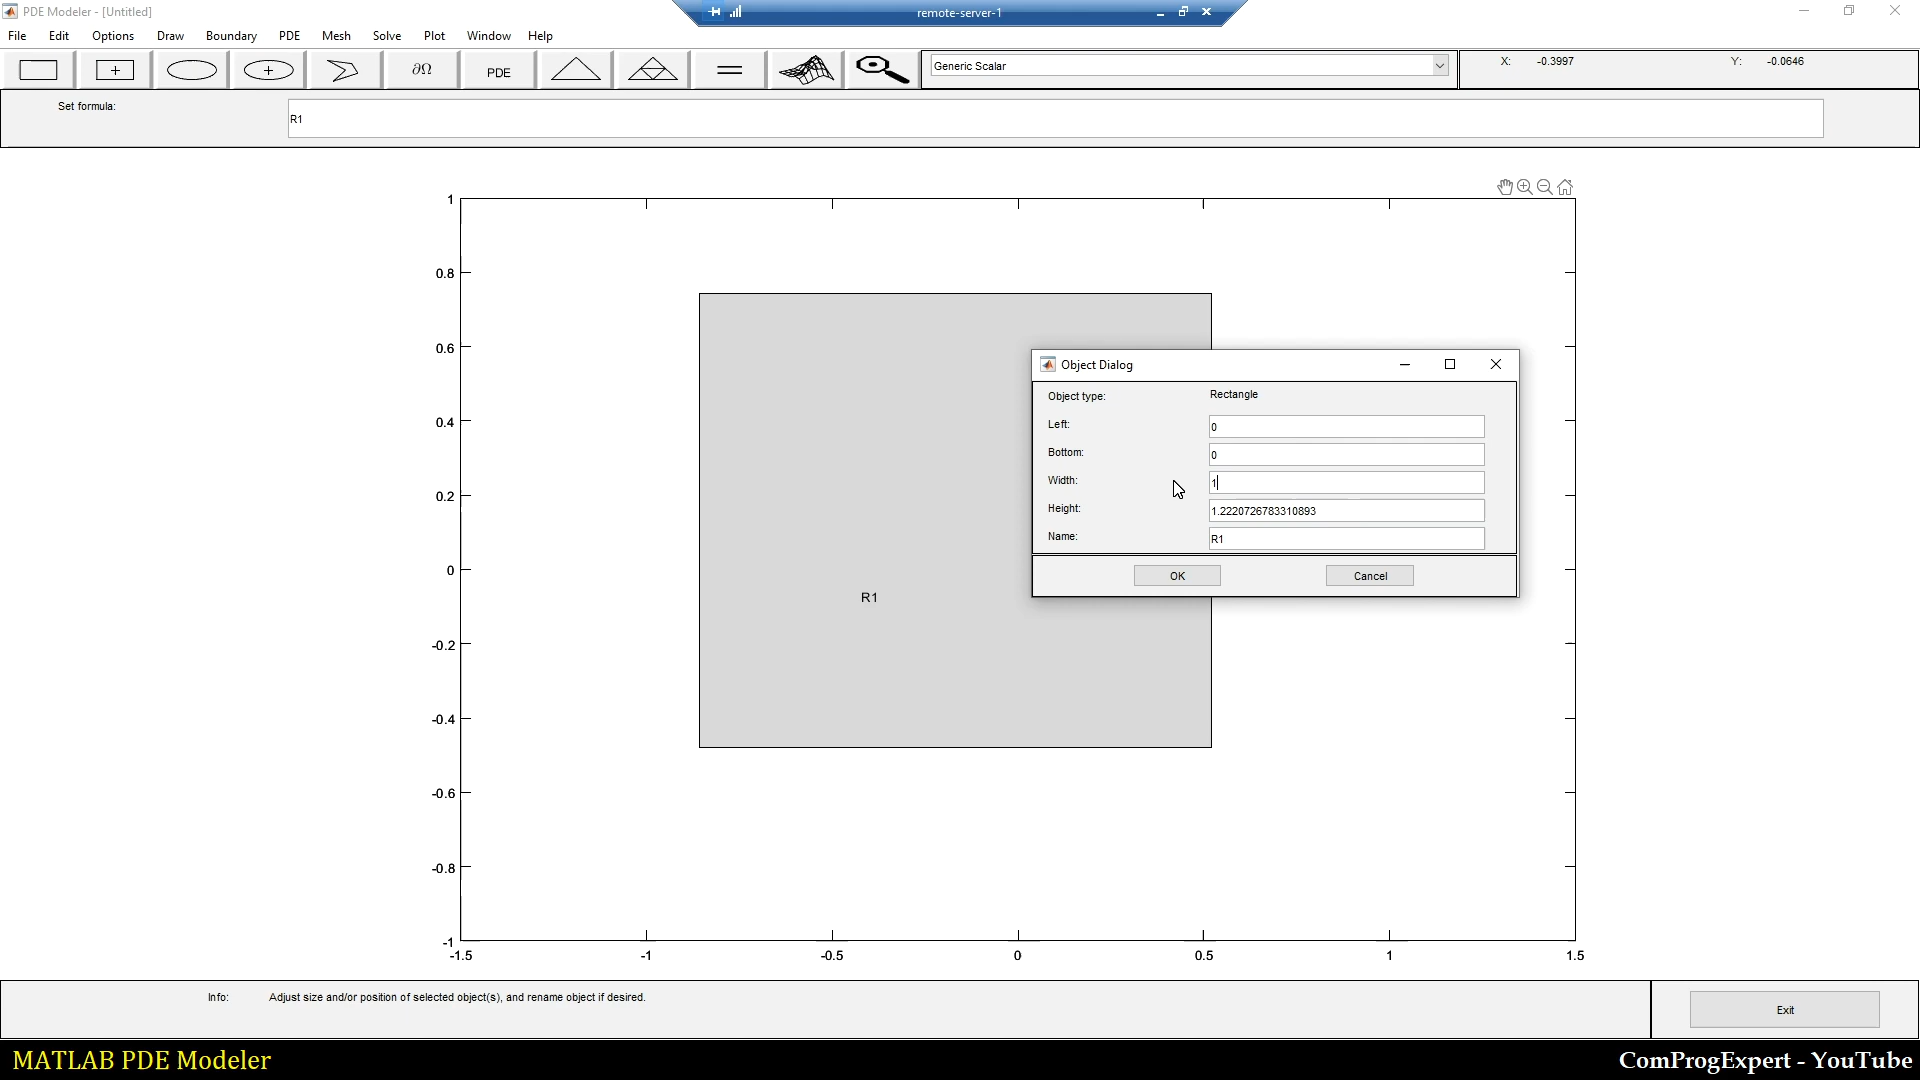 PDE Modeler - [Untitled]
remote-server-1
File Edit Options Draw Boundary PDE Mesh Solve Plot Window Help
∂Ω PDE = Generic Scalar X: -0.3997 Y: -0.0646
Set formula: R1
1
0.8
0.6
0.4
0.2
0
-0.2
-0.4
-0.6
-0.8
-1
-1.5 -1 -0.5 0 0.5 1 1.5
R1
Object Dialog
Object type: Rectangle
Left: 0
Bottom: 0
Width: 1
Height: 1.2220726783310893
Name: R1
OK Cancel
Info: Adjust size and/or position of selected object(s), and rename object if desired.
Exit
MATLAB PDE Modeler
ComProgExpert - YouTube